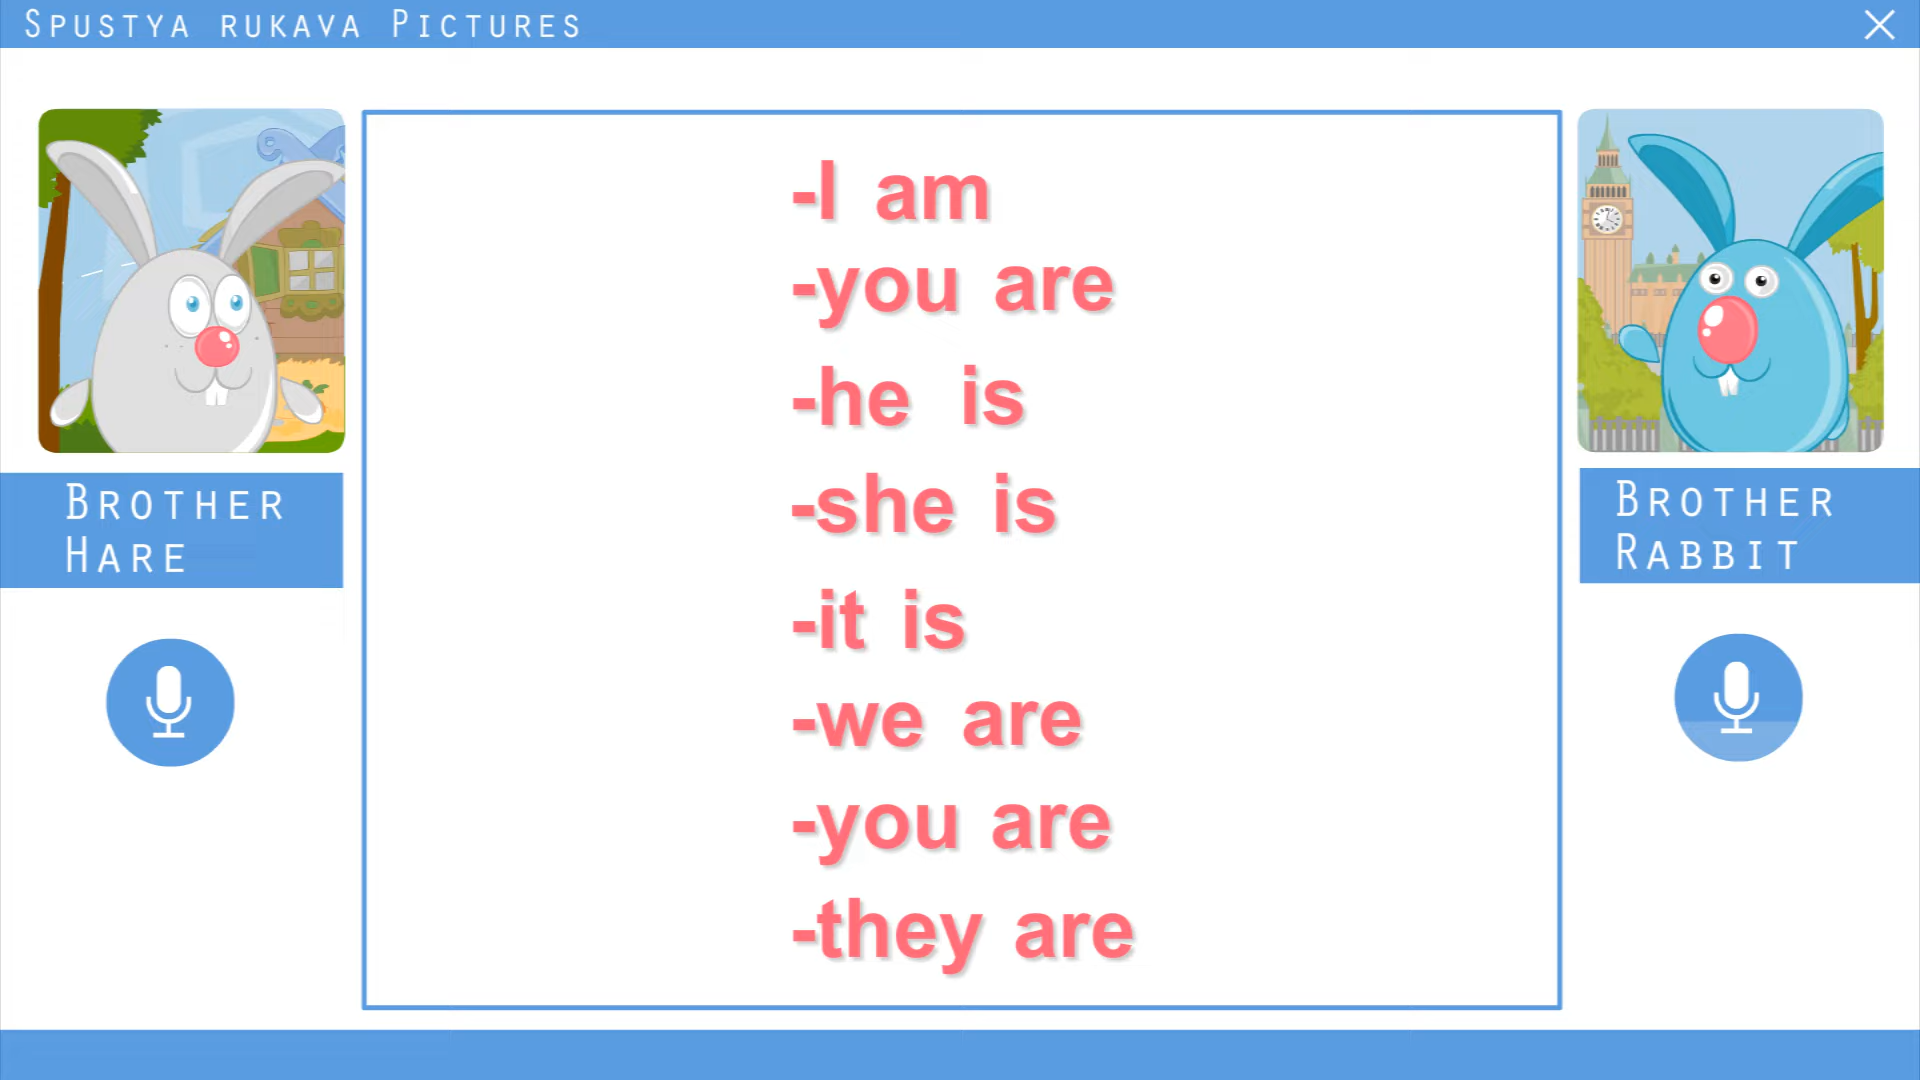 Spustya rukava Pictures
-I am
-you are
-he is
-she is
-it is
-we are
-you are
-they are
Brother
Hare
Brother
Rabbit